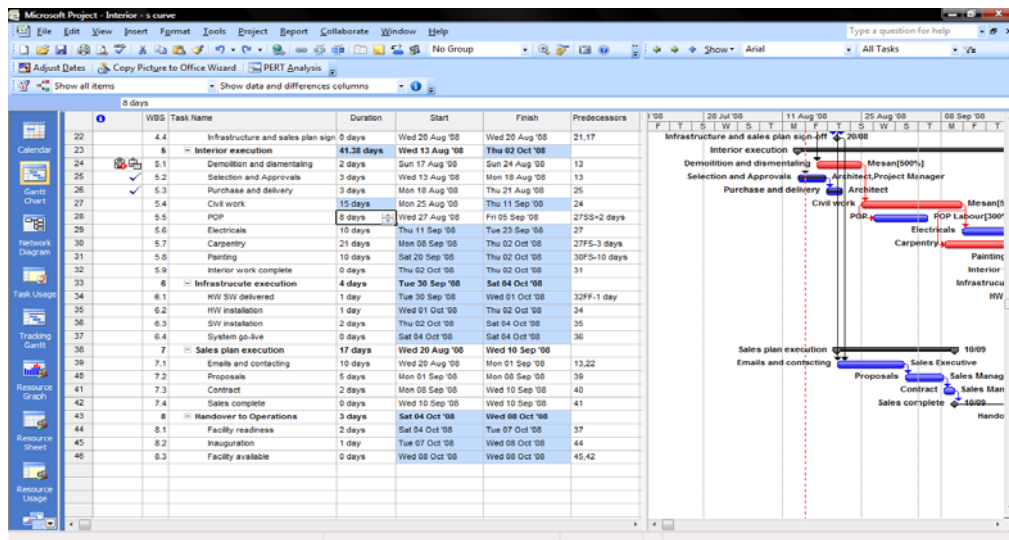 Microsoft Project - Interior - s curve
File Edit View Insert Format Tools Project Report Collaborate Window Help
Type a question for help
No Group
Show Arial All Tasks
Adjust Dates Copy Picture to Office Wizard PERT Analysis
Show all items Show data and differences columns
8 days
WBS Task Name Duration Start Finish Predecessors
'08 28 Jul '08 11 Aug '08 25 Aug '08 08 Sep '08
F T S W S T M F T S W S T M F T
22 4.4 Infrastructure and sales plan sign 0 days Wed 20 Aug '08 Wed 20 Aug '08 21,17 Infrastructure and sales plan sign-off 20/08
23 5 Interior execution 41.38 days Wed 13 Aug '08 Thu 02 Oct '08 Interior execution
24 5.1 Demolition and dismentaling 2 days Sun 17 Aug '08 Sun 24 Aug '08 13 Demolition and dismentaling Mesan[500%]
25 5.2 Selection and Approvals 3 days Wed 13 Aug '08 Mon 18 Aug '08 13 Selection and Approvals Architect,Project Manager
26 5.3 Purchase and delivery 3 days Mon 18 Aug '08 Thu 21 Aug '08 25 Purchase and delivery Architect
27 5.4 Civil work 15 days Mon 25 Aug '08 Thu 11 Sep '08 24 Civil work Mesan[5
28 5.5 POP 8 days Wed 27 Aug '08 Fri 05 Sep '08 27SS+2 days POP POP Labour[300%
29 5.6 Electricals 10 days Thu 11 Sep '08 Tue 23 Sep '08 27 Electricals
30 5.7 Carpentry 21 days Mon 08 Sep '08 Thu 02 Oct '08 27FS-3 days Carpentry
31 5.8 Painting 10 days Sat 20 Sep '08 Thu 02 Oct '08 30FS-10 days Painting
32 5.9 Interior work complete 0 days Thu 02 Oct '08 Thu 02 Oct '08 31 Interior
33 6 Infrastrucute execution 4 days Tue 30 Sep '08 Sat 04 Oct '08 Infrastrucu
34 6.1 HW SW delivered 1 day Tue 30 Sep '08 Wed 01 Oct '08 32FF-1 day HW
35 6.2 HW installation 1 day Wed 01 Oct '08 Thu 02 Oct '08 34
36 6.3 SW installation 2 days Thu 02 Oct '08 Sat 04 Oct '08 35
37 6.4 System go-live 0 days Sat 04 Oct '08 Sat 04 Oct '08 36
38 7 Sales plan execution 17 days Wed 20 Aug '08 Wed 10 Sep '08 Sales plan execution 10/09
39 7.1 Emails and contacting 10 days Wed 20 Aug '08 Mon 01 Sep '08 13,22 Emails and contacting Sales Executive
40 7.2 Proposals 5 days Mon 01 Sep '08 Mon 08 Sep '08 39 Proposals Sales Manag
41 7.3 Contract 2 days Mon 08 Sep '08 Wed 10 Sep '08 40 Contract Sales Man
42 7.4 Sales complete 0 days Wed 10 Sep '08 Wed 10 Sep '08 41 Sales complete 10/09
43 8 Handover to Operations 3 days Sat 04 Oct '08 Wed 08 Oct '08 Hando
44 8.1 Facility readiness 2 days Sat 04 Oct '08 Tue 07 Oct '08 37
45 8.2 Inauguration 1 day Tue 07 Oct '08 Wed 08 Oct '08 44
46 8.3 Facility available 0 days Wed 08 Oct '08 Wed 08 Oct '08 45,42
Calendar
Gantt Chart
Network Diagram
Task Usage
Tracking Gantt
Resource Graph
Resource Sheet
Resource Usage